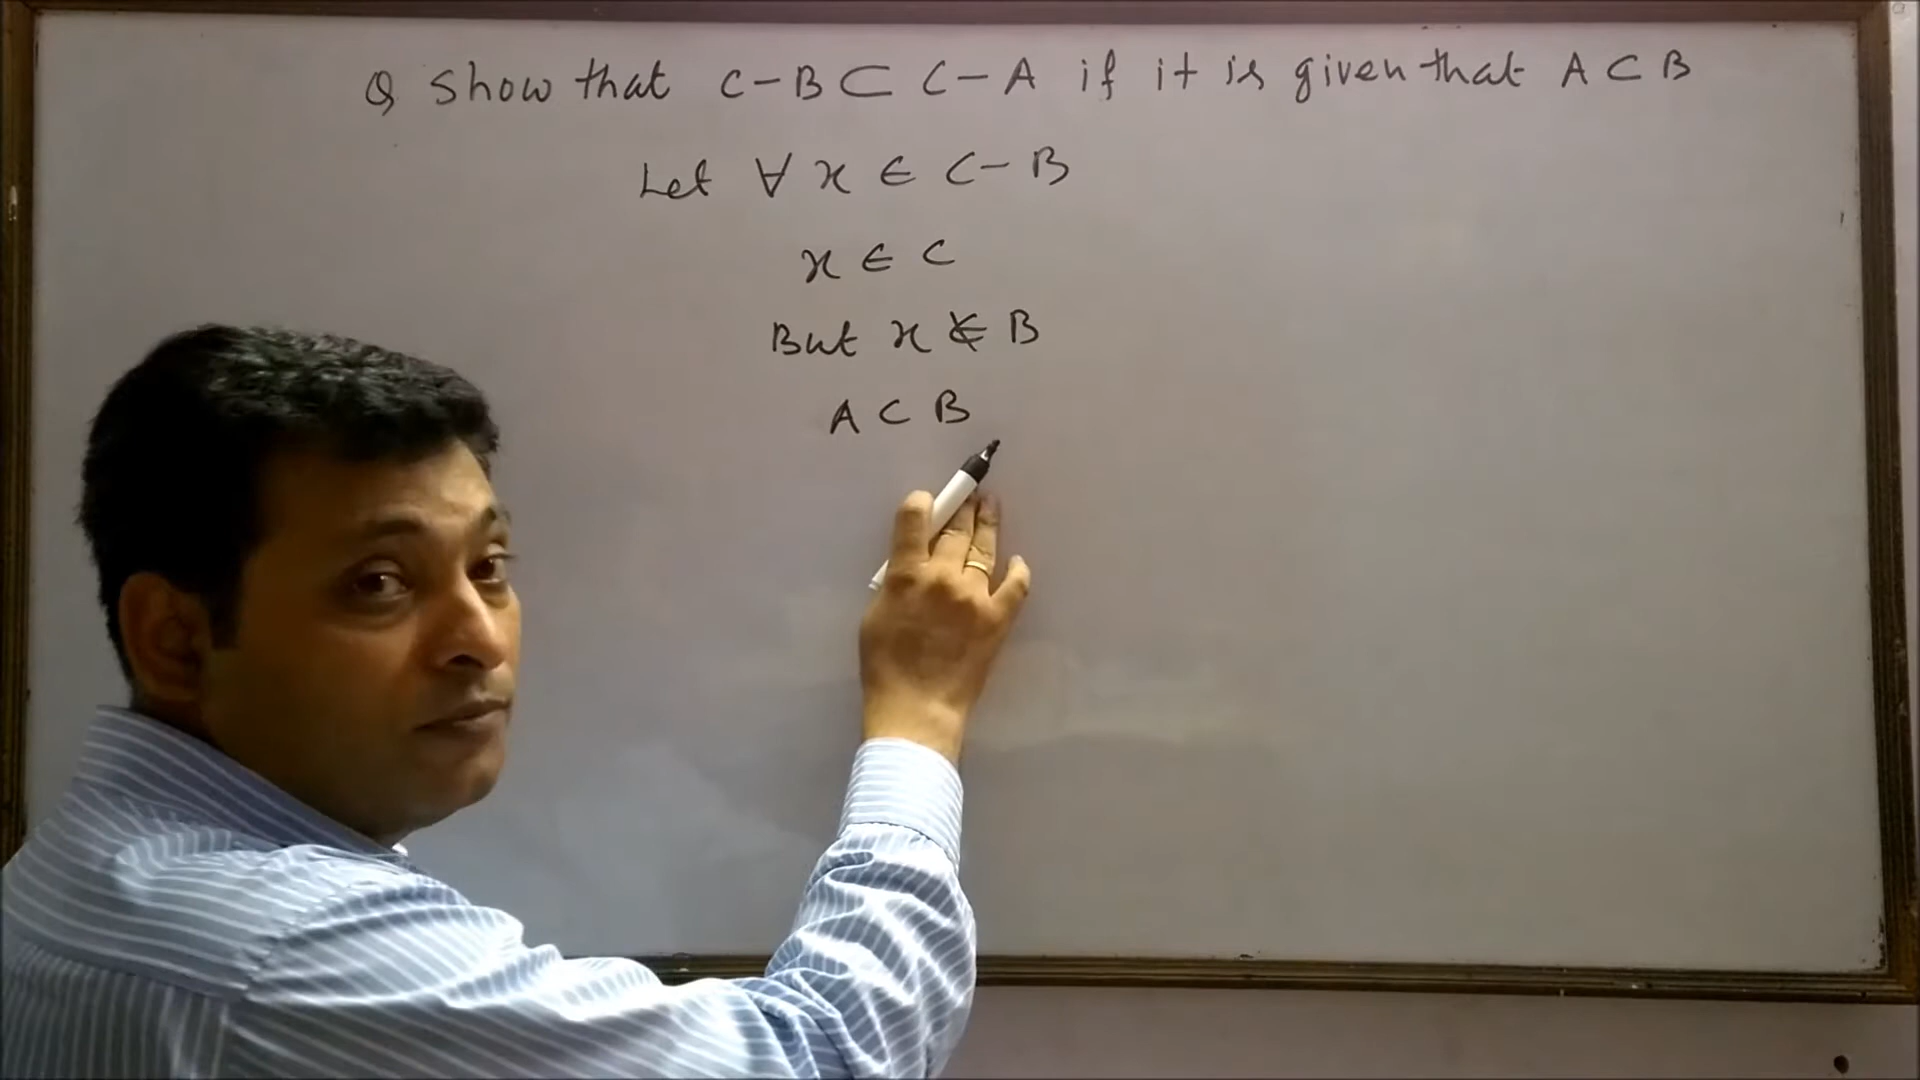 Q Show that C - B ⊂ C - A if it is given that A ⊂ B
Let ∀ x ∈ C - B
x ∈ C
But x ∉ B
A ⊂ B